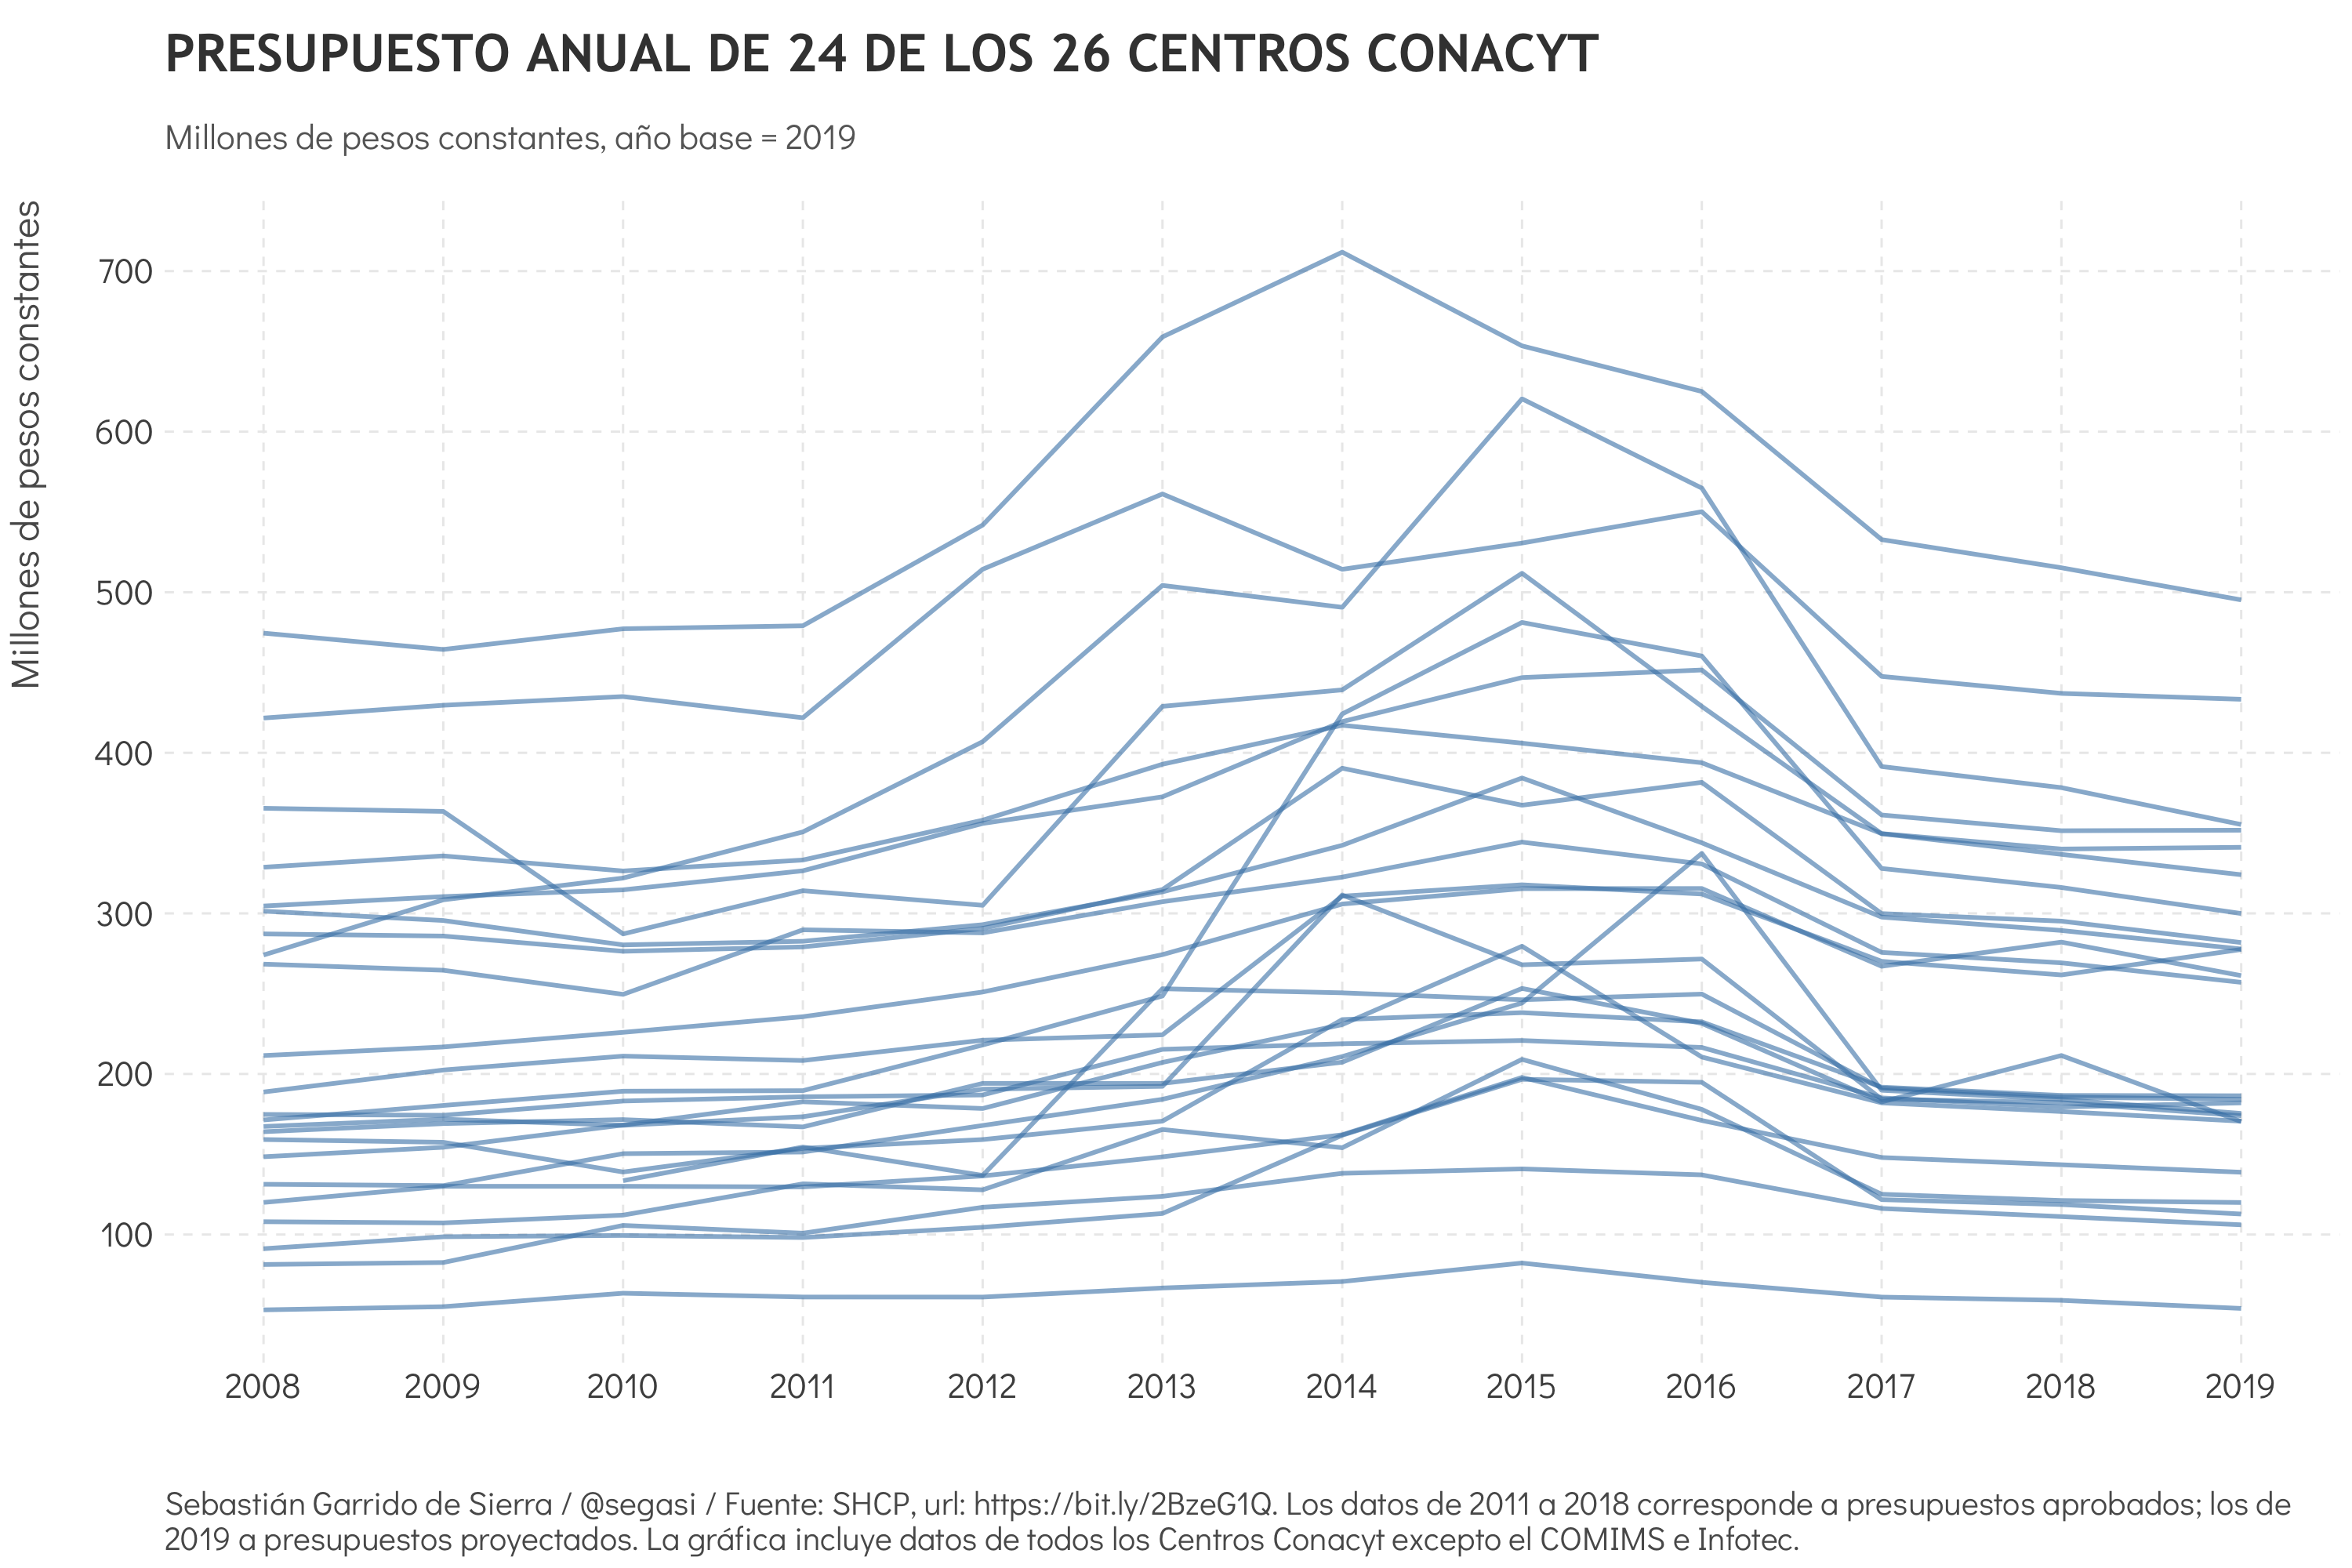 PRESUPUESTO ANUAL DE 24 DE LOS 26 CENTROS CONACYT
Millones de pesos constantes, año base = 2019
Millones de pesos constantes
700
600
500
400
300
200
100
2008 2009 2010 2011 2012 2013 2014 2015 2016 2017 2018 2019
Sebastián Garrido de Sierra / @segasi / Fuente: SHCP, url: https://bit.ly/2BzeG1Q. Los datos de 2011 a 2018 corresponde a presupuestos aprobados; los de
2019 a presupuestos proyectados. La gráfica incluye datos de todos los Centros Conacyt excepto el COMIMS e Infotec.